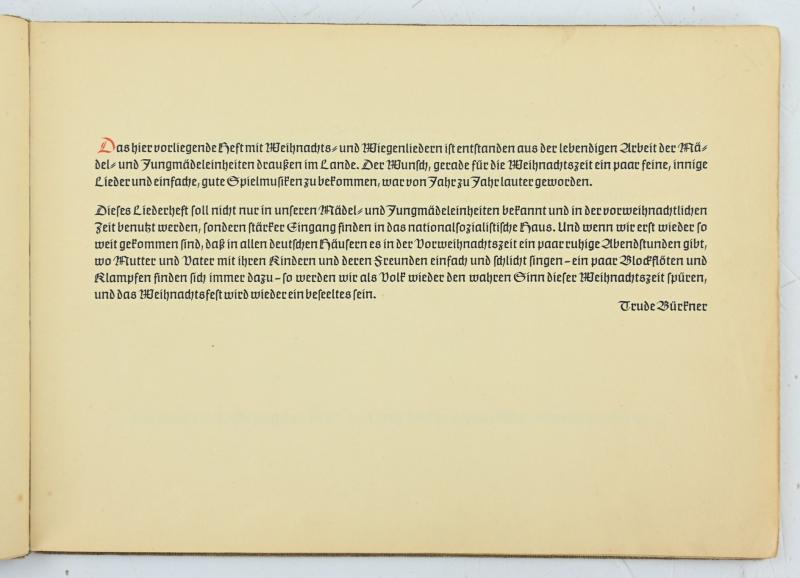 Das hier vorliegende Heft mit Weihnachts- und Wiegenliedern ist entstanden aus der lebendigen Arbeit der Mä-
del- und Jungmädeleinheiten draußen im Lande. Der Wunsch, gerade für die Weihnachtszeit ein paar feine, innige
Lieder und einfache, gute Spielmusiken zu bekommen, war von Jahr zu Jahr lauter geworden.
Dieses Liederheft soll nicht nur in unseren Mädel- und Jungmädeleinheiten bekannt und in der vorweihnachtlichen
Zeit benutzt werden, sondern stärker Eingang finden in das nationalsozialistische Haus. Und wenn wir erst wieder so
weit gekommen sind, daß in allen deutschen Häusern es in der Vorweihnachtszeit ein paar ruhige Abendstunden gibt,
wo Mutter und Vater mit ihren Kindern und deren Freunden einfach und schlicht singen – ein paar Blockflöten und
Klampfen finden sich immer dazu – so werden wir als Volk wieder den wahren Sinn dieser Weihnachtszeit spüren,
und das Weihnachtsfest wird wieder ein beseeltes sein.
Trude Bürkner